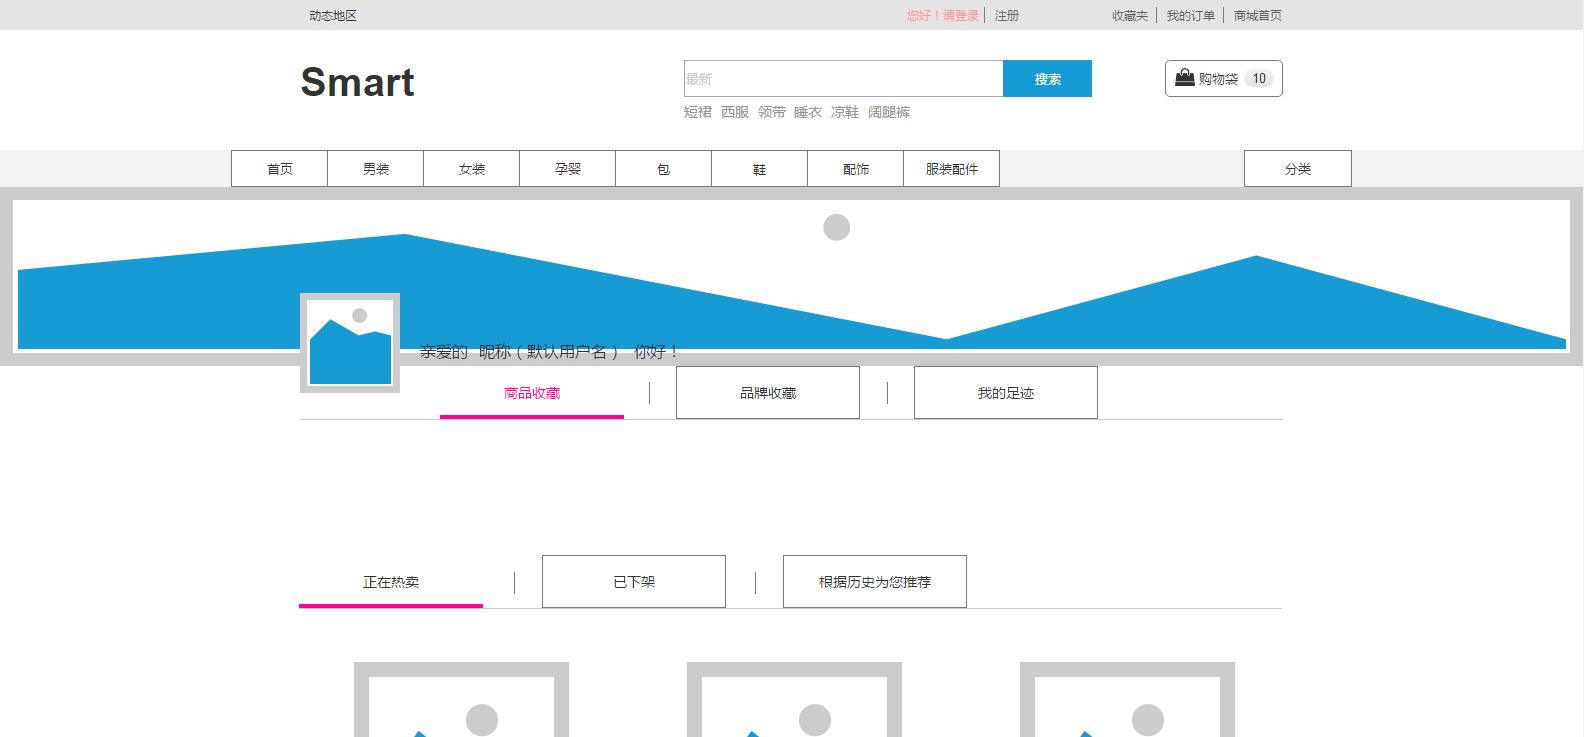 动态地区 您好！请登录 注册 收藏夹 我的订单 商城首页
Smart 最新 搜索 购物袋 10
短裙 西服 领带 睡衣 凉鞋 阔腿裤
首页 男装 女装 孕婴 包 鞋 配饰 服装配件 分类
亲爱的 昵称（默认用户名） 你好！
商品收藏 品牌收藏 我的足迹
正在热卖 已下架 根据历史为您推荐